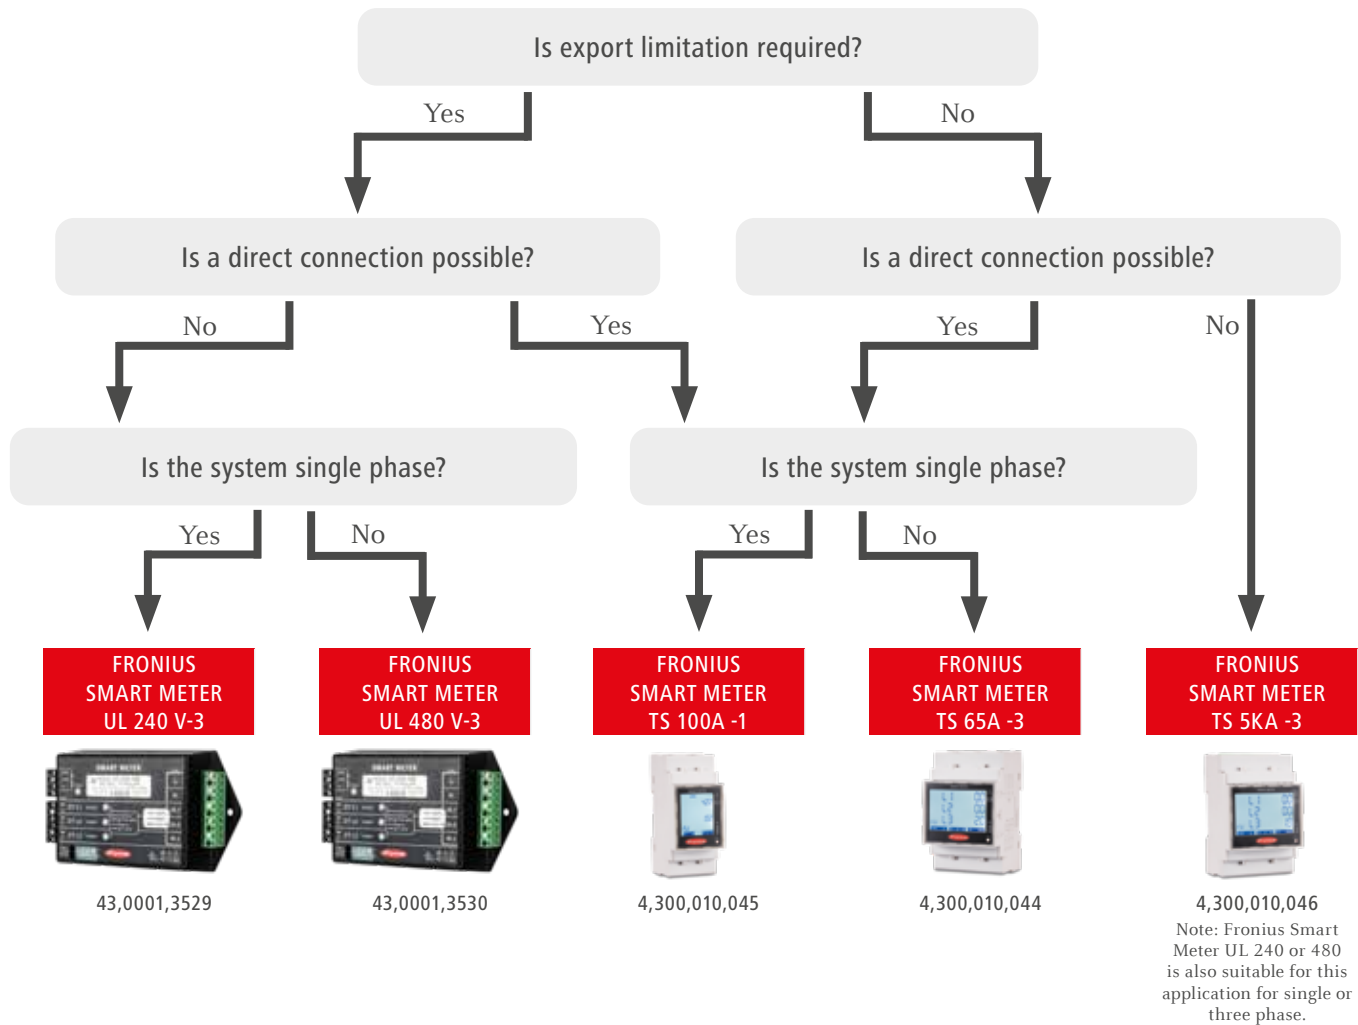 Is export limitation required?
Yes
No
Is a direct connection possible?
Is a direct connection possible?
No
Yes
Yes
No
Is the system single phase?
Is the system single phase?
Yes
No
Yes
No
FRONIUS
SMART METER
UL 240 V-3
FRONIUS
SMART METER
UL 480 V-3
FRONIUS
SMART METER
TS 100A -1
FRONIUS
SMART METER
TS 65A -3
FRONIUS
SMART METER
TS 5KA -3
SMART METER
SMART METER
43,0001,3529
43,0001,3530
4,300,010,045
4,300,010,044
4,300,010,046
Note: Fronius Smart
Meter UL 240 or 480
is also suitable for this
application for single or
three phase.